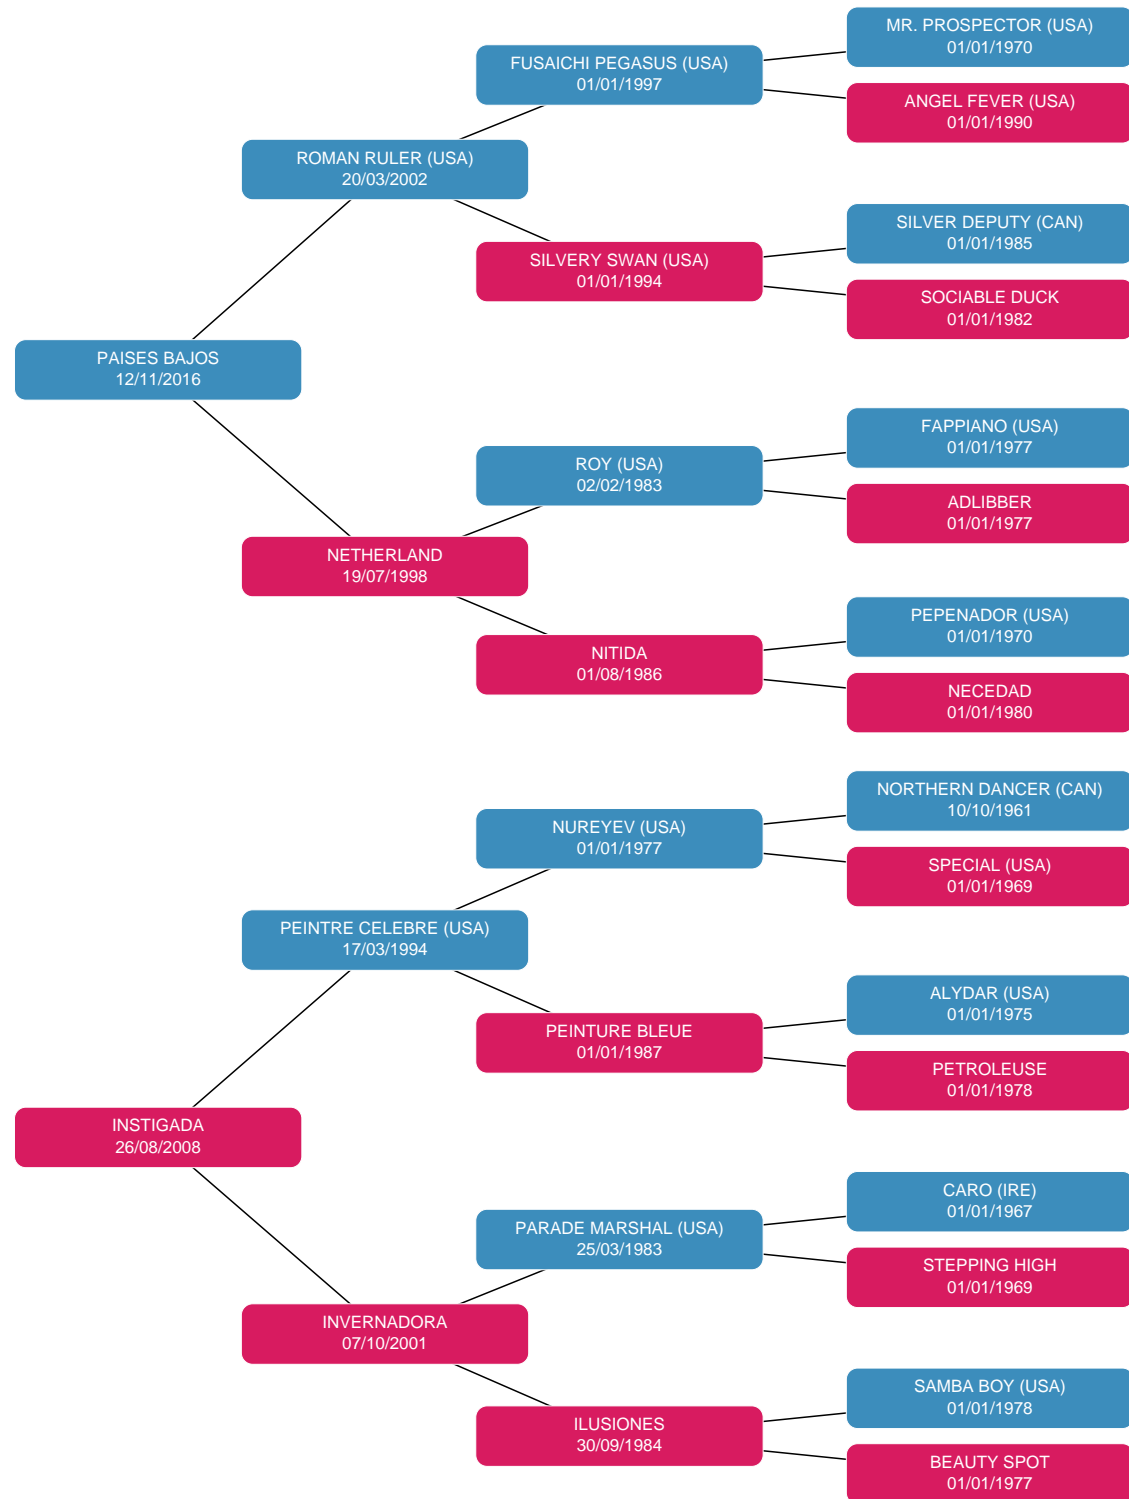 MR. PROSPECTOR (USA)
01/01/1970
FUSAICHI PEGASUS (USA)
01/01/1997
ANGEL FEVER (USA)
01/01/1990
ROMAN RULER (USA)
20/03/2002
SILVER DEPUTY (CAN)
01/01/1985
SILVERY SWAN (USA)
01/01/1994
SOCIABLE DUCK
01/01/1982
PAISES BAJOS
12/11/2016
FAPPIANO (USA)
01/01/1977
ROY (USA)
02/02/1983
ADLIBBER
01/01/1977
NETHERLAND
19/07/1998
PEPENADOR (USA)
01/01/1970
NITIDA
01/08/1986
NECEDAD
01/01/1980
NORTHERN DANCER (CAN)
10/10/1961
NUREYEV (USA)
01/01/1977
SPECIAL (USA)
01/01/1969
PEINTRE CELEBRE (USA)
17/03/1994
ALYDAR (USA)
01/01/1975
PEINTURE BLEUE
01/01/1987
PETROLEUSE
01/01/1978
INSTIGADA
26/08/2008
CARO (IRE)
01/01/1967
PARADE MARSHAL (USA)
25/03/1983
STEPPING HIGH
01/01/1969
INVERNADORA
07/10/2001
SAMBA BOY (USA)
01/01/1978
ILUSIONES
30/09/1984
BEAUTY SPOT
01/01/1977